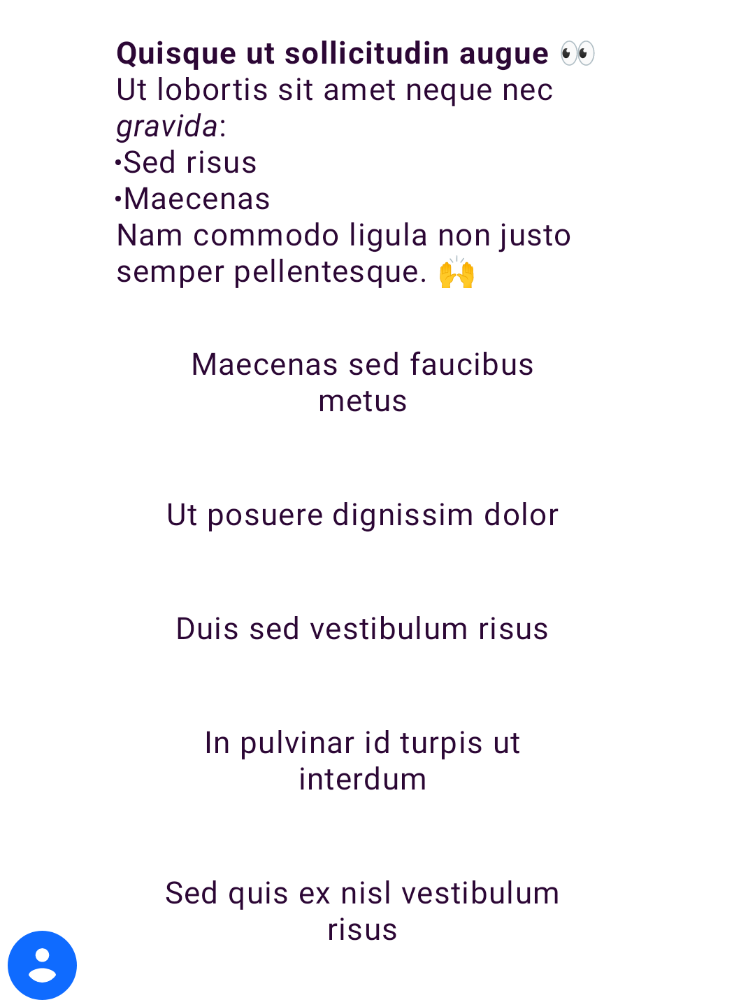 Quisque ut sollicitudin augue 👀
Ut lobortis sit amet neque nec
gravida:
•Sed risus
•Maecenas
Nam commodo ligula non justo
semper pellentesque. 🙌
Maecenas sed faucibus
metus
Ut posuere dignissim dolor
Duis sed vestibulum risus
In pulvinar id turpis ut
interdum
Sed quis ex nisl vestibulum
risus